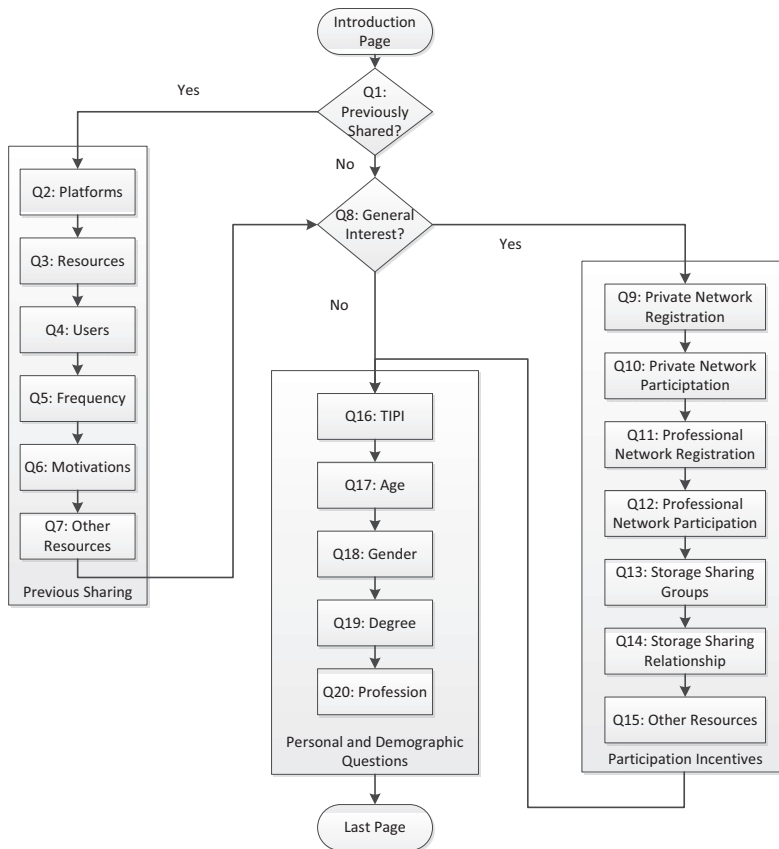 Introduction
Page
Q1:
Previously
Shared?
Yes
No
Q2: Platforms
Q3: Resources
Q4: Users
Q5: Frequency
Q6: Motivations
Q7: Other
Resources
Previous Sharing
Q8: General
Interest?
Yes
No
Q9: Private Network
Registration
Q10: Private Network
Participtation
Q11: Professional
Network Registration
Q12: Professional
Network Participation
Q13: Storage Sharing
Groups
Q14: Storage Sharing
Relationship
Q15: Other Resources
Participation Incentives
Q16: TIPI
Q17: Age
Q18: Gender
Q19: Degree
Q20: Profession
Personal and Demographic
Questions
Last Page